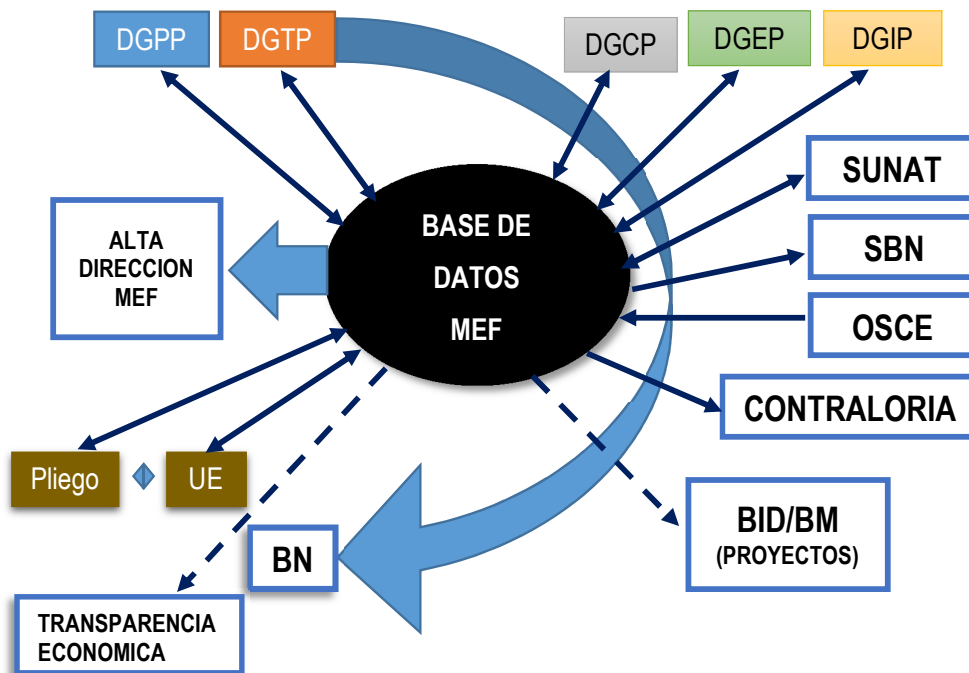 DGPP
DGTP
DGCP
DGEP
DGIP
SUNAT
SBN
OSCE
CONTRALORIA
BASE DE
DATOS
MEF
ALTA
DIRECCION
MEF
Pliego
UE
BN
BID/BM
(PROYECTOS)
TRANSPARENCIA
ECONOMICA